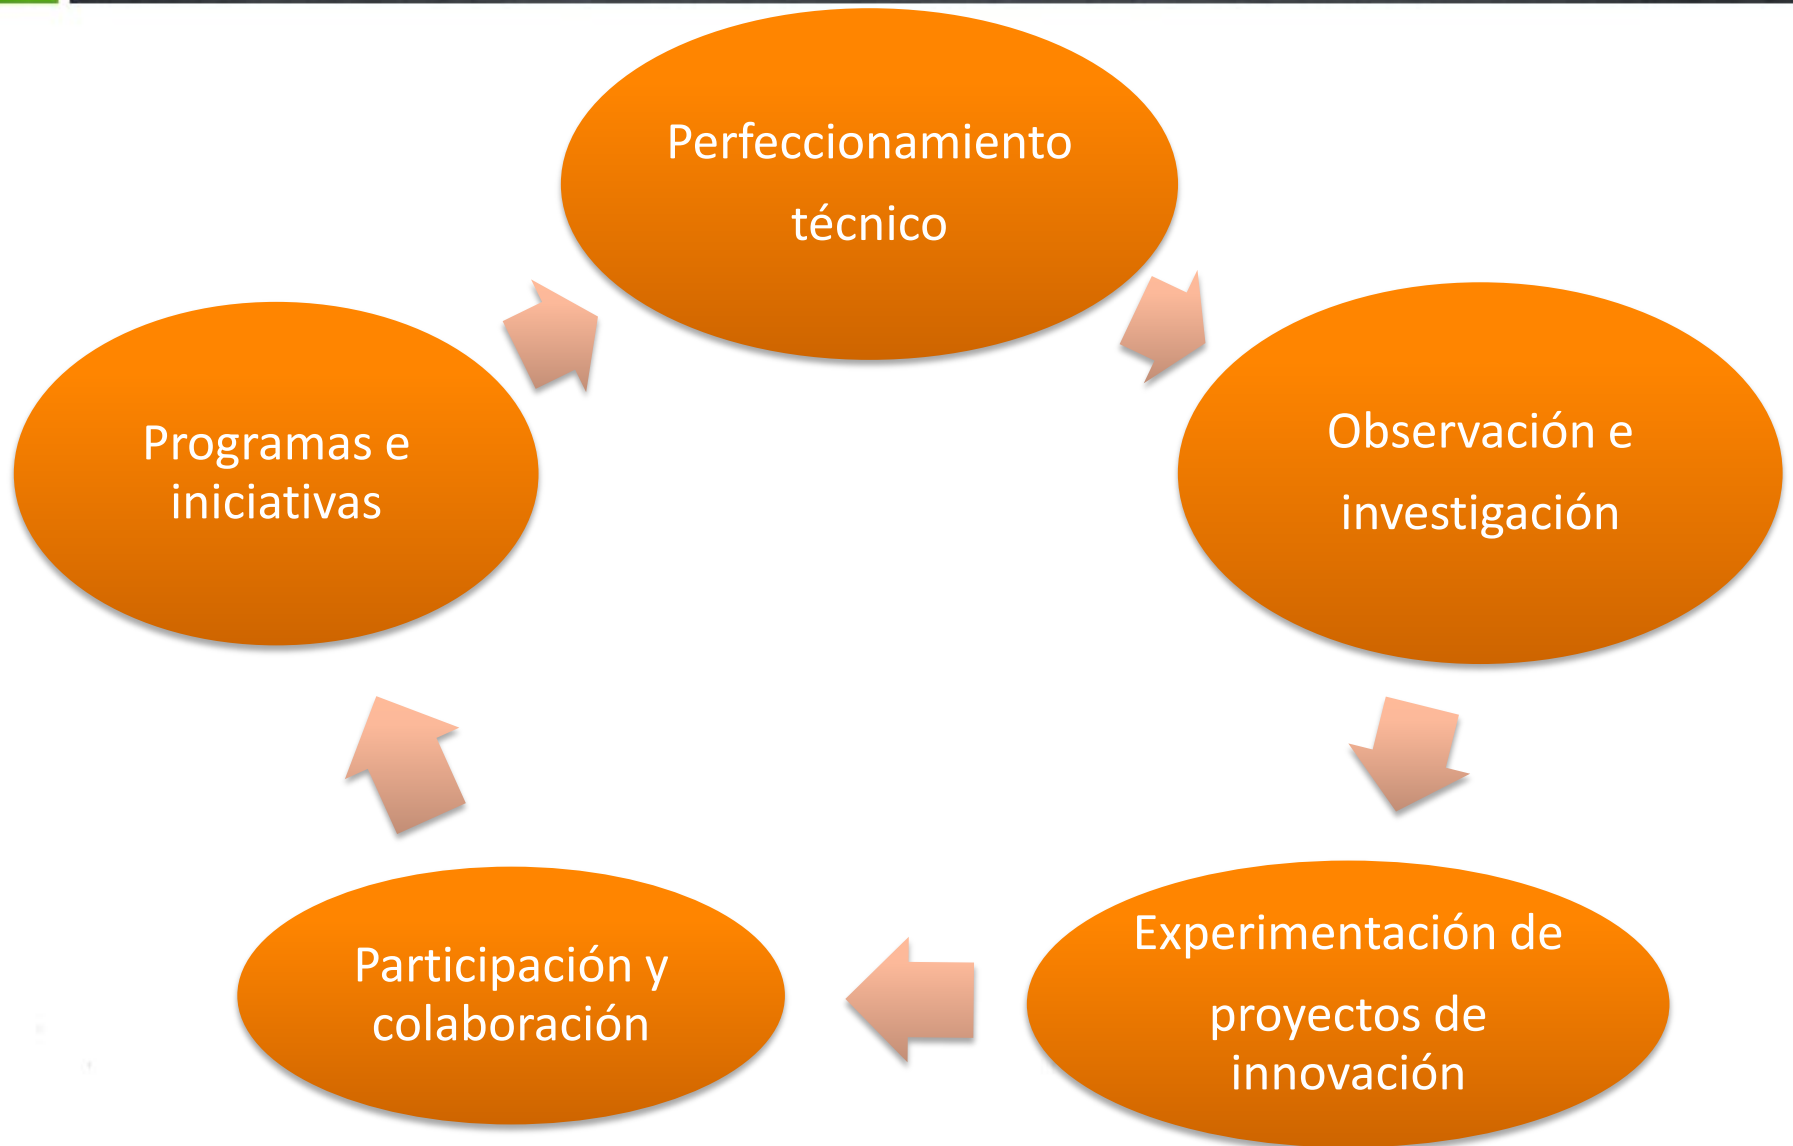 Perfeccionamiento
técnico
Observación e
investigación
Experimentación de
proyectos de
innovación
Participación y
colaboración
Programas e
iniciativas